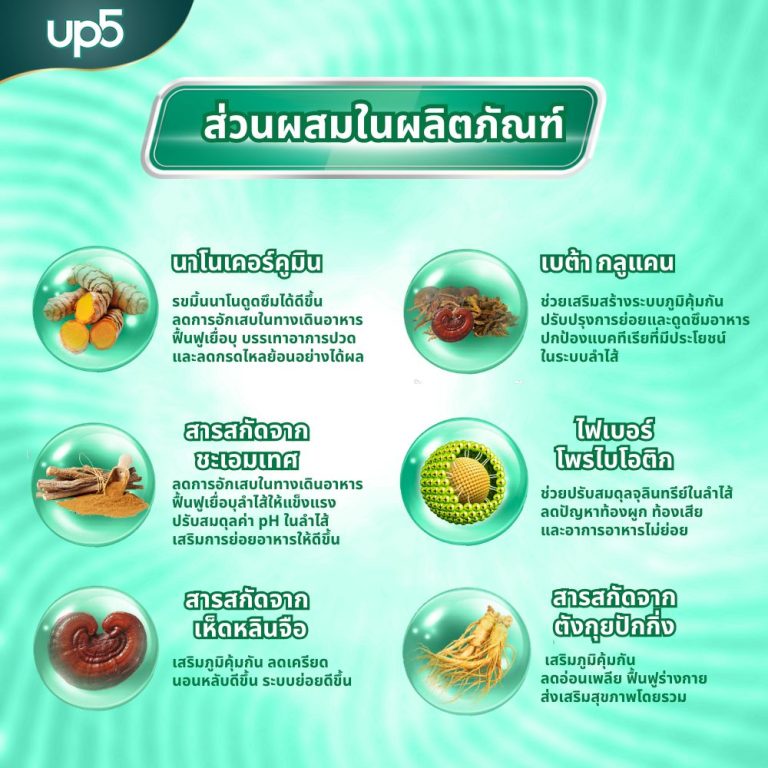 up5
ส่วนผสมในผลิตภัณฑ์
นาโนเคอร์คูมิน
รขมิ้นนาโนดูดซึมได้ดีขึ้น
ลดการอักเสบในทางเดินอาหาร
ฟื้นฟูเยื่อบุ บรรเทาอาการปวด
และลดกรดไหลย้อนอย่างได้ผล
เบต้า กลูแคน
ช่วยเสริมสร้างระบบภูมิคุ้มกัน
ปรับปรุงการย่อยและดูดซึมอาหาร
ปกป้องแบคทีเรียที่มีประโยชน์
ในระบบลำไส้
สารสกัดจาก
ชะเอมเทศ
ลดการอักเสบในทางเดินอาหาร
ฟื้นฟูเยื่อบุลำไส้ให้แข็งแรง
ปรับสมดุลค่า pH ในลำไส้
เสริมการย่อยอาหารให้ดีขึ้น
ไฟเบอร์
โพรไบโอติก
ช่วยปรับสมดุลจุลินทรีย์ในลำไส้
ลดปัญหาท้องผูก ท้องเสีย
และอาการอาหารไม่ย่อย
สารสกัดจาก
เห็ดหลินจือ
เสริมภูมิคุ้มกัน ลดเครียด
นอนหลับดีขึ้น ระบบย่อยดีขึ้น
สารสกัดจาก
ตังกุยปักกิ่ง
เสริมภูมิคุ้มกัน
ลดอ่อนเพลีย ฟื้นฟูร่างกาย
ส่งเสริมสุขภาพโดยรวม